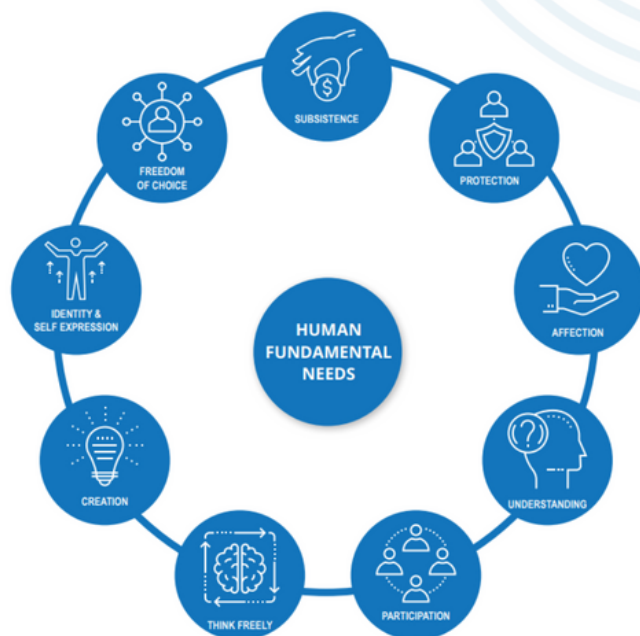 SUBSISTENCE
PROTECTION
AFFECTION
UNDERSTANDING
PARTICIPATION
THINK FREELY
CREATION
IDENTITY &
SELF EXPRESSION
FREEDOM
OF CHOICE
HUMAN
FUNDAMENTAL
NEEDS
$
?